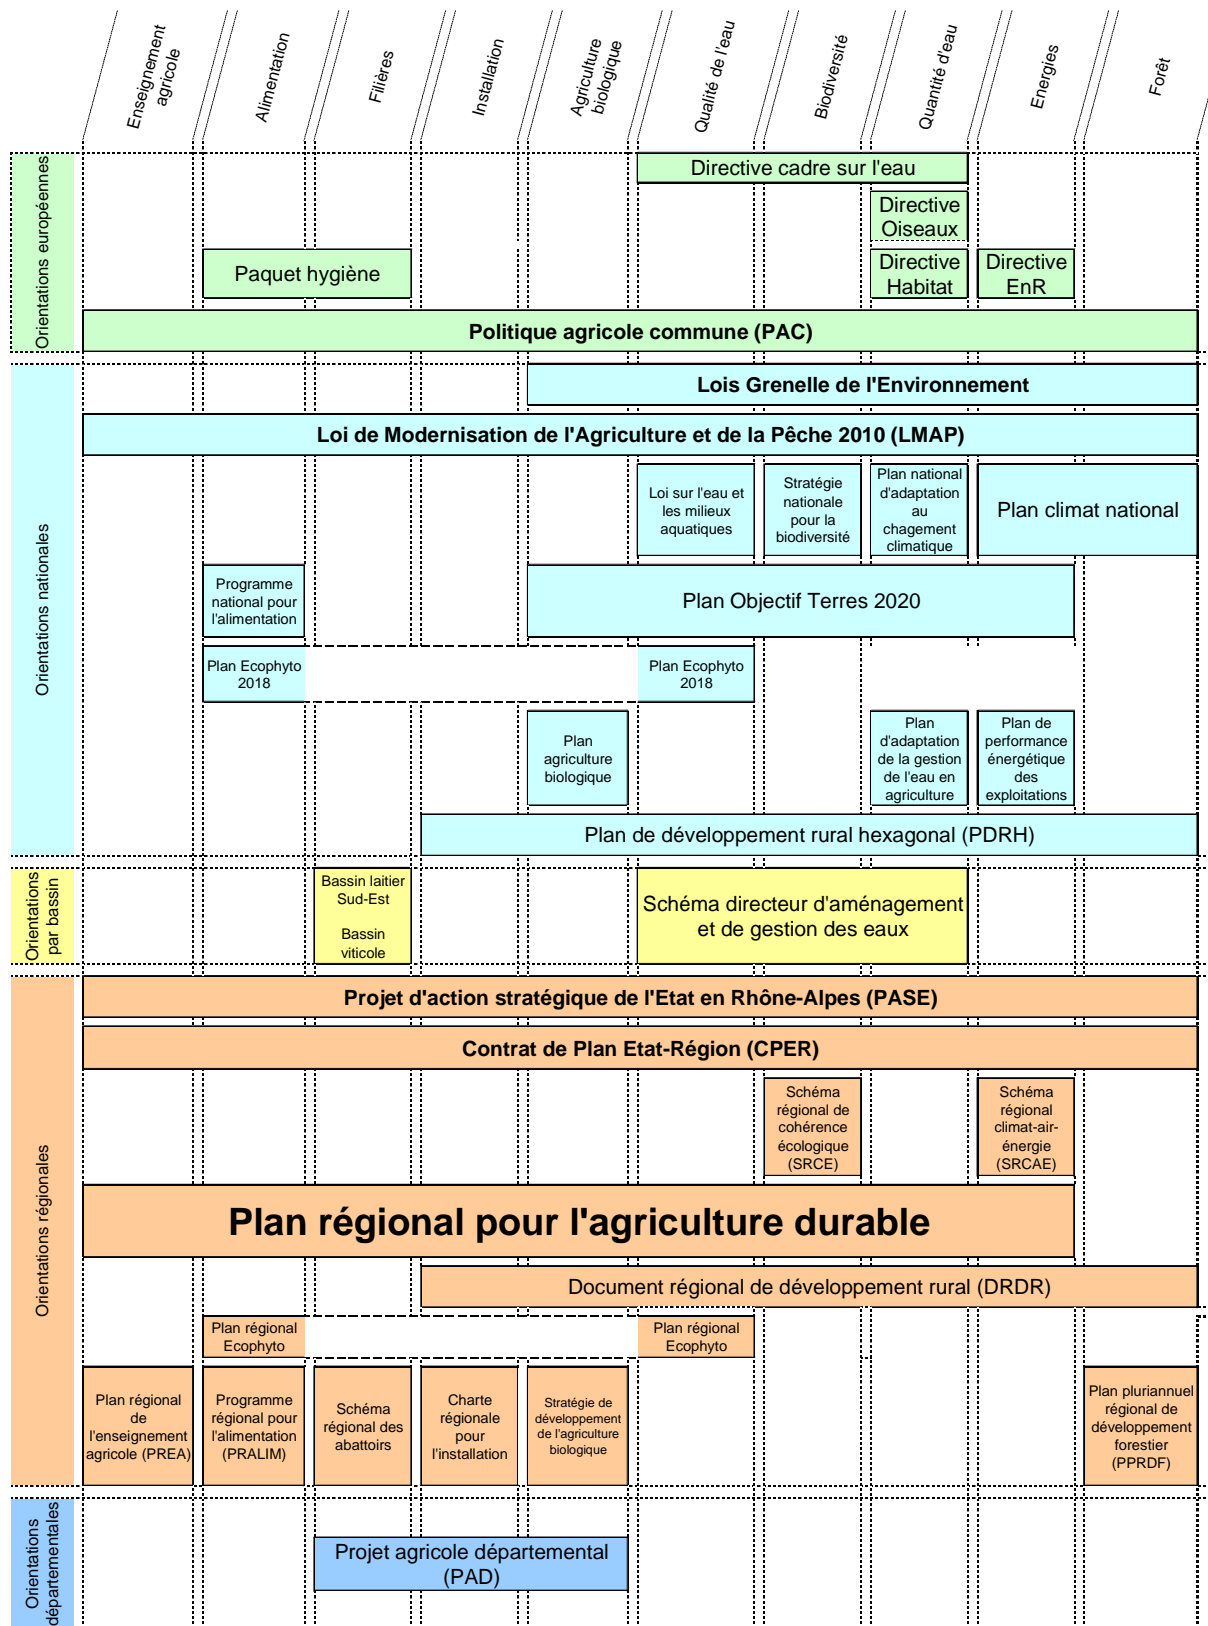 Enseignement
agricole
Alimentation
Filières
Installation
Agriculture
biologique
Qualité de l'eau
Biodiversité
Quantité d'eau
Energies
Forêt
Orientations européennes
Directive cadre sur l'eau
Directive
Oiseaux
Paquet hygiène
Directive
Habitat
Directive
EnR
Politique agricole commune (PAC)
Orientations nationales
Lois Grenelle de l'Environnement
Loi de Modernisation de l'Agriculture et de la Pêche 2010 (LMAP)
Loi sur l'eau et
les milieux
aquatiques
Stratégie
nationale
pour la
biodiversité
Plan national
d'adaptation
au
chagement
climatique
Plan climat national
Programme
national pour
l'alimentation
Plan Objectif Terres 2020
Plan Ecophyto
2018
Plan Ecophyto
2018
Plan
agriculture
biologique
Plan
d'adaptation
de la gestion
de l'eau en
agriculture
Plan de
performance
énergétique
des
exploitations
Plan de développement rural hexagonal (PDRH)
Orientations
par bassin
Bassin laitier
Sud-Est
Bassin
viticole
Schéma directeur d'aménagement
et de gestion des eaux
Orientations régionales
Projet d'action stratégique de l'Etat en Rhône-Alpes (PASE)
Contrat de Plan Etat-Région (CPER)
Schéma
régional de
cohérence
écologique
(SRCE)
Schéma
régional
climat-air-
énergie
(SRCAE)
Plan régional pour l'agriculture durable
Document régional de développement rural (DRDR)
Plan régional
Ecophyto
Plan régional
Ecophyto
Plan régional
de
l'enseignement
agricole (PREA)
Programme
régional pour
l'alimentation
(PRALIM)
Schéma
régional des
abattoirs
Charte
régionale
pour
l'installation
Stratégie de
développement
de l'agriculture
biologique
Plan pluriannuel
régional de
développement
forestier
(PPRDF)
Orientations
départementales
Projet agricole départemental
(PAD)